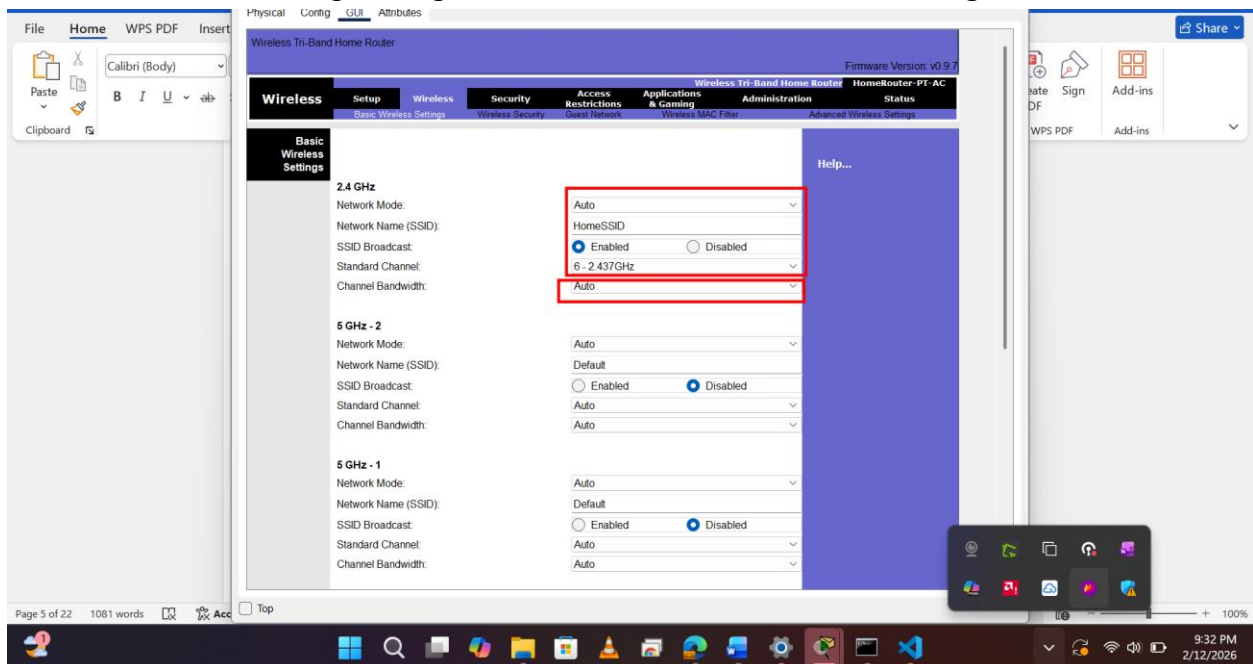 Physical Config GUI Attributes
File Home WPS PDF Insert
Share
Wireless Tri-Band Home Router
Firmware Version: v0.9.7
Calibri (Body)
Paste
B I U ab
Sign
Add-ins
Clipboard
WPS PDF
Add-ins
Wireless Tri-Band Home Router HomeRouter-PT-AC
Wireless
Setup Wireless Security Access Restrictions Applications & Gaming Administration Status
Basic Wireless Settings Wireless Security Guest Network Wireless MAC Filter Advanced Wireless Settings
Basic
Wireless
Settings
Help...
2.4 GHz
Network Mode: Auto
Network Name (SSID): HomeSSID
SSID Broadcast: Enabled Disabled
Standard Channel: 6 - 2.437GHz
Channel Bandwidth: Auto
5 GHz - 2
Network Mode: Auto
Network Name (SSID): Default
SSID Broadcast: Enabled Disabled
Standard Channel: Auto
Channel Bandwidth: Auto
5 GHz - 1
Network Mode: Auto
Network Name (SSID): Default
SSID Broadcast: Enabled Disabled
Standard Channel: Auto
Channel Bandwidth: Auto
Top
Page 5 of 22 1081 words Acc
100%
9:32 PM
2/12/2026